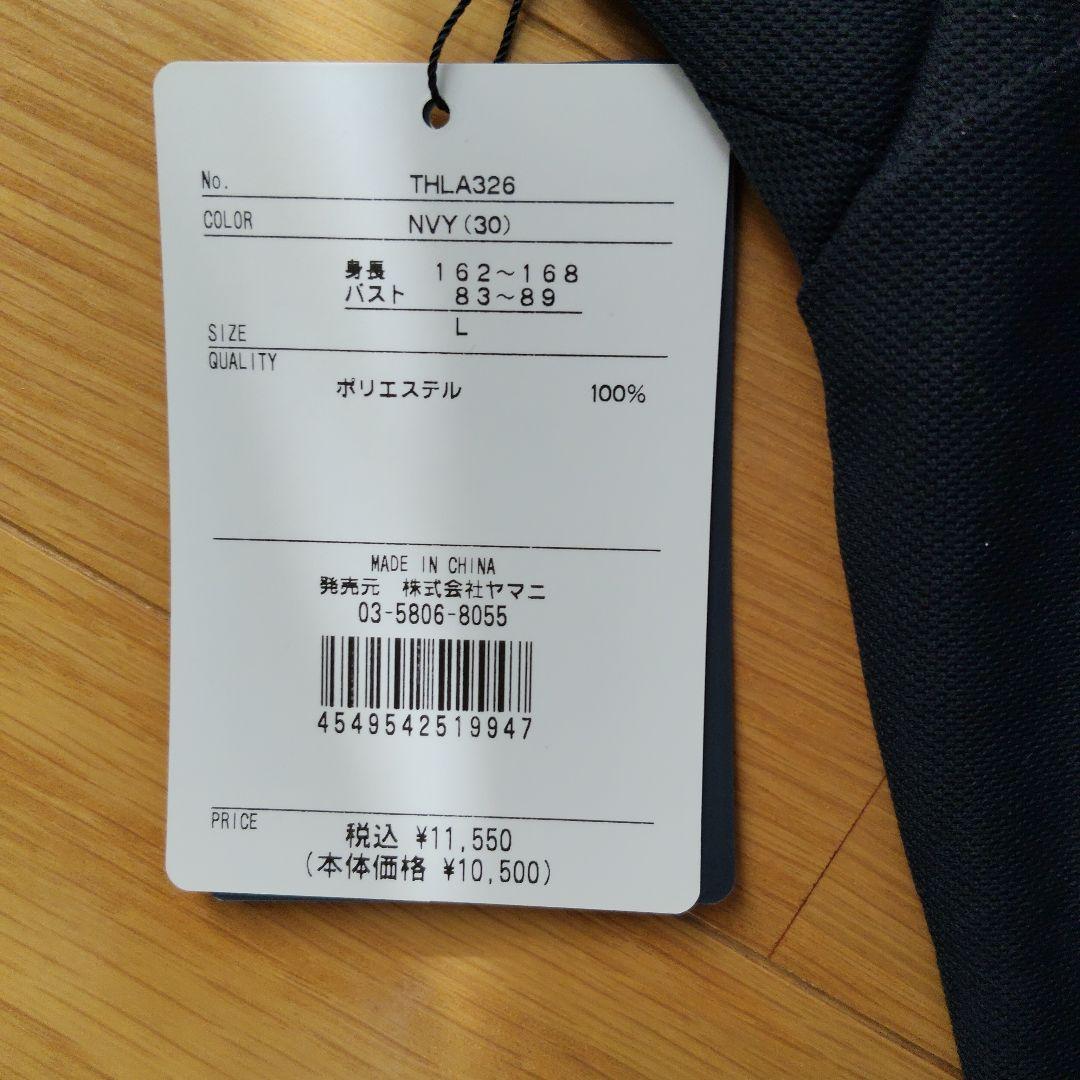 No. THLA326
COLOR NVY(30)
身長 162～168
バスト 83～89
SIZE L
QUALITY
ポリエステル 100%
MADE IN CHINA
発売元 株式会社ヤマニ
03-5806-8055
4549542519947
PRICE
税込 ¥11,550
(本体価格 ¥10,500)